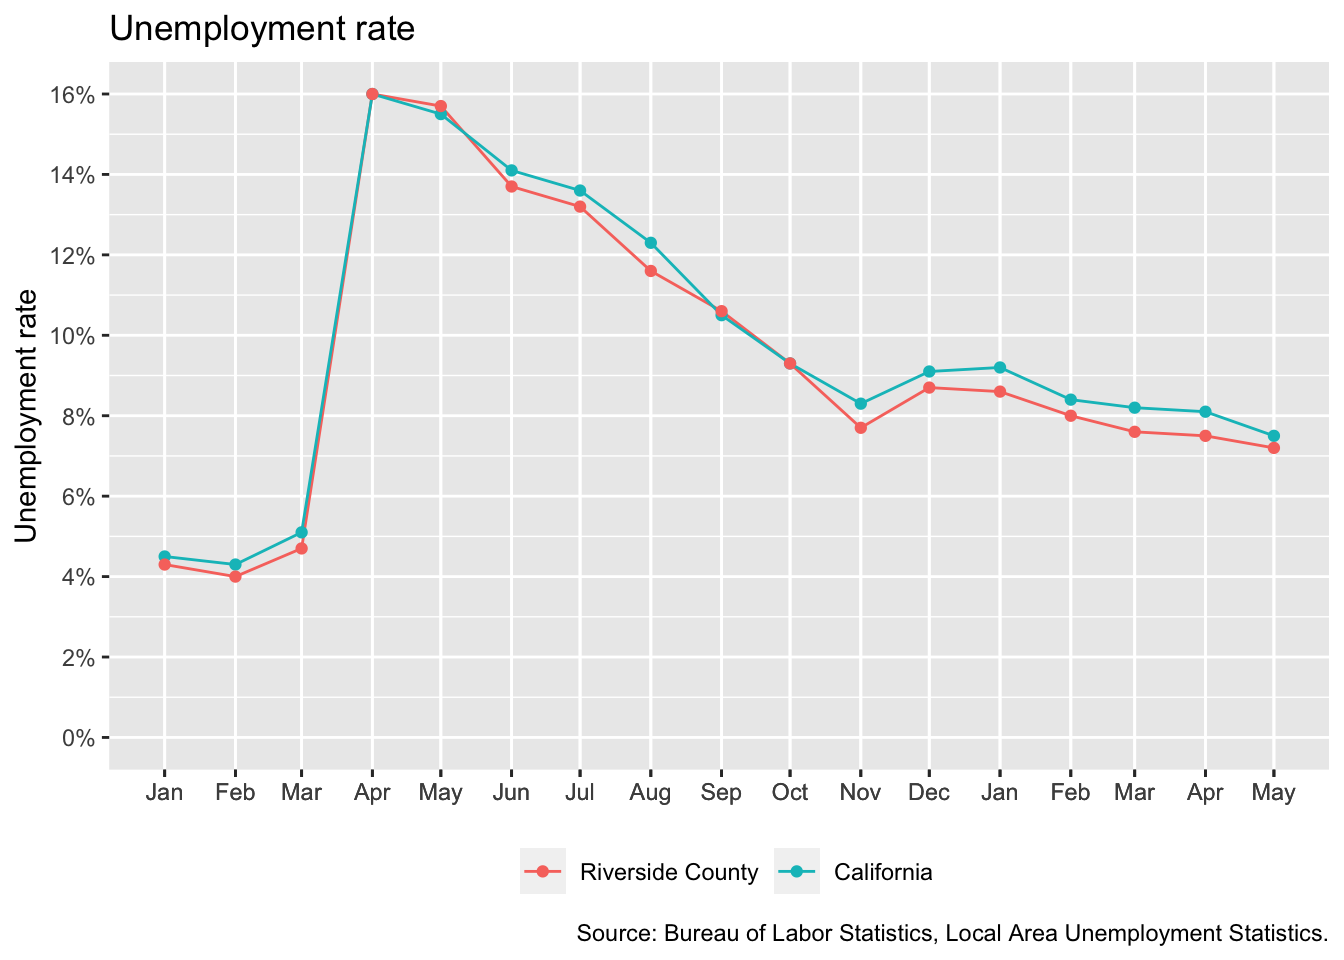 Unemployment rate
Unemployment rate
16%
14%
12%
10%
8%
6%
4%
2%
0%
Jan Feb Mar Apr May Jun Jul Aug Sep Oct Nov Dec Jan Feb Mar Apr May
Riverside County California
Source: Bureau of Labor Statistics, Local Area Unemployment Statistics.